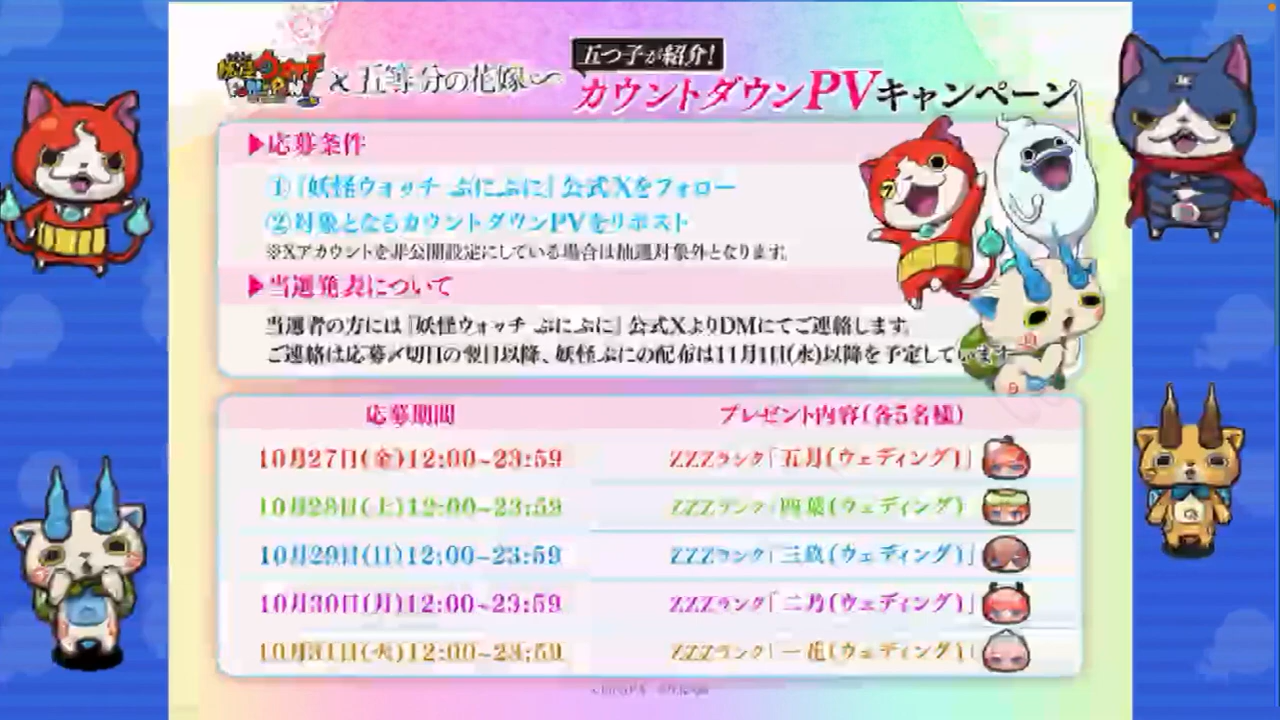 妖怪ウォッチ ぷにぷに × 五等分の花嫁〜
五つ子が紹介!
カウントダウンPVキャンペーン
▶応募条件
①『妖怪ウォッチ ぷにぷに』公式Xをフォロー
②対象となるカウントダウンPVをリポスト
※Xアカウントを非公開設定にしている場合は抽選対象外となります。
▶当選発表について
当選者の方には『妖怪ウォッチ ぷにぷに』公式XよりDMにてご連絡します。
ご連絡は応募〆切日の翌日以降、妖怪ぷにの配布は11月1日(水)以降を予定しています
応募期間 プレゼント内容(各5名様)
10月27日(金)12:00~23:59 ZZZランク「五月(ウェディング)」
10月28日(土)12:00~23:59 ZZZランク「四葉(ウェディング)」
10月29日(日)12:00~23:59 ZZZランク「三玖(ウェディング)」
10月30日(月)12:00~23:59 ZZZランク「二乃(ウェディング)」
10月31日(火)12:00~23:59 ZZZランク「一花(ウェディング)」